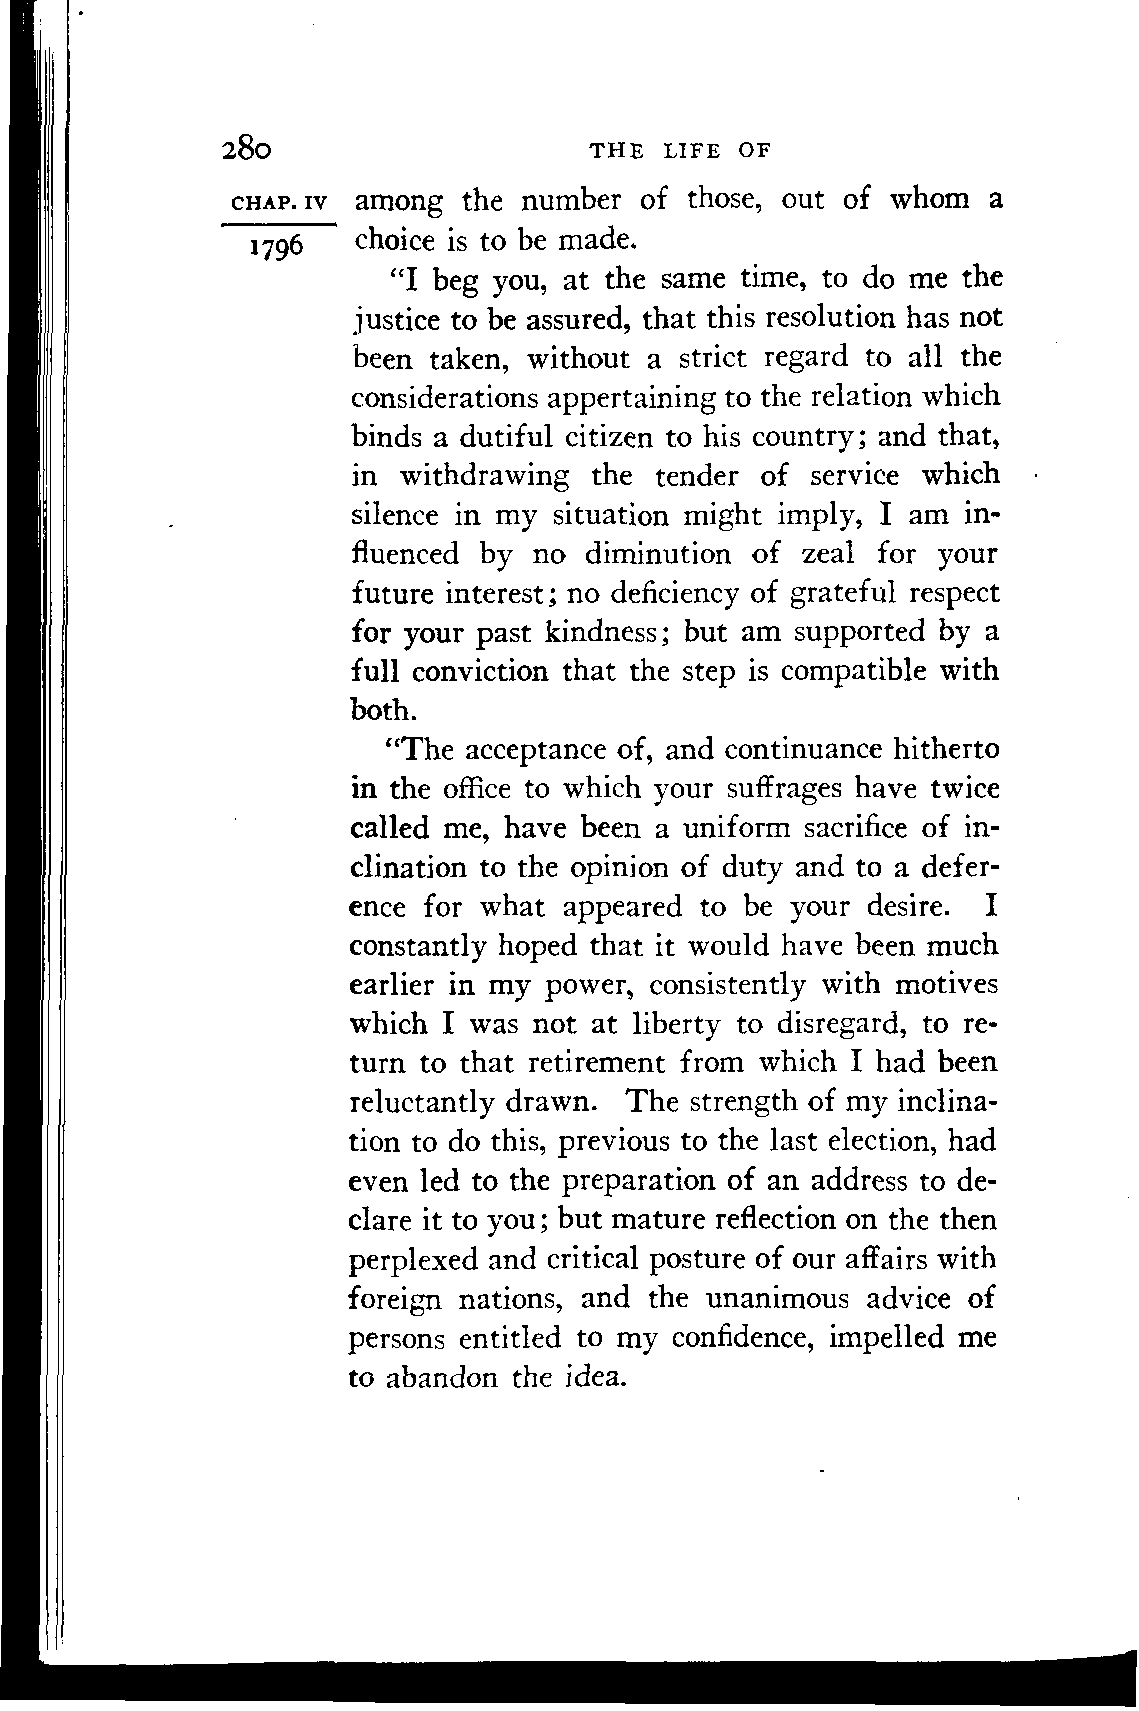 280 THE LIFE OF
CHAP. IV among the number of those, out of whom a
1796 choice is to be made.
"I beg you, at the same time, to do me the
justice to be assured, that this resolution has not
been taken, without a strict regard to all the
considerations appertaining to the relation which
binds a dutiful citizen to his country; and that,
in withdrawing the tender of service which
silence in my situation might imply, I am in-
fluenced by no diminution of zeal for your
future interest; no deficiency of grateful respect
for your past kindness; but am supported by a
full conviction that the step is compatible with
both.
"The acceptance of, and continuance hitherto
in the office to which your suffrages have twice
called me, have been a uniform sacrifice of in-
clination to the opinion of duty and to a defer-
ence for what appeared to be your desire. I
constantly hoped that it would have been much
earlier in my power, consistently with motives
which I was not at liberty to disregard, to re-
turn to that retirement from which I had been
reluctantly drawn. The strength of my inclina-
tion to do this, previous to the last election, had
even led to the preparation of an address to de-
clare it to you; but mature reflection on the then
perplexed and critical posture of our affairs with
foreign nations, and the unanimous advice of
persons entitled to my confidence, impelled me
to abandon the idea.